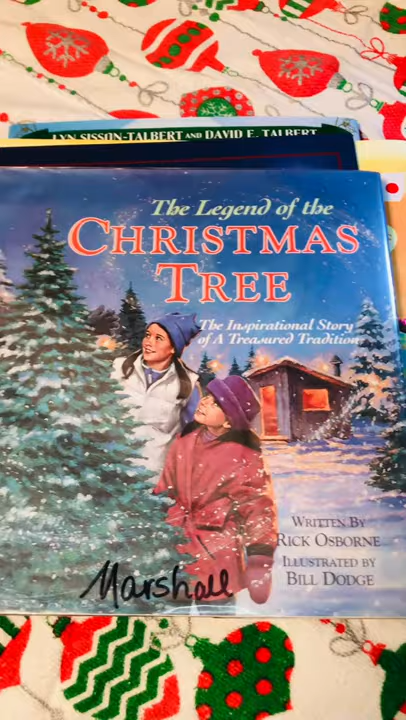 LYN SISSON-TALBERT AND DAVID E. TALBERT
The Legend of the
CHRISTMAS
TREE
The Inspirational Story
of A Treasured Tradition
WRITTEN BY
RICK OSBORNE
ILLUSTRATED BY
BILL DODGE
Marshall